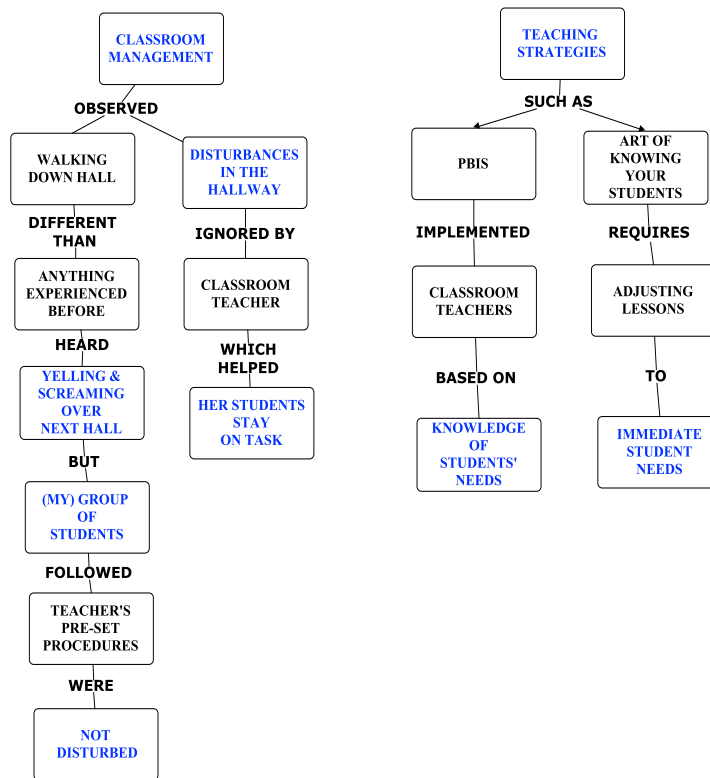 CLASSROOM
MANAGEMENT
OBSERVED
WALKING
DOWN HALL
DIFFERENT
THAN
ANYTHING
EXPERIENCED
BEFORE
HEARD
YELLING &
SCREAMING
OVER
NEXT HALL
BUT
(MY) GROUP
OF
STUDENTS
FOLLOWED
TEACHER'S
PRE-SET
PROCEDURES
WERE
NOT
DISTURBED
DISTURBANCES
IN THE
HALLWAY
IGNORED BY
CLASSROOM
TEACHER
WHICH
HELPED
HER STUDENTS
STAY
ON TASK
TEACHING
STRATEGIES
SUCH AS
PBIS
IMPLEMENTED
CLASSROOM
TEACHERS
BASED ON
KNOWLEDGE
OF
STUDENTS'
NEEDS
ART OF
KNOWING
YOUR
STUDENTS
REQUIRES
ADJUSTING
LESSONS
TO
IMMEDIATE
STUDENT
NEEDS